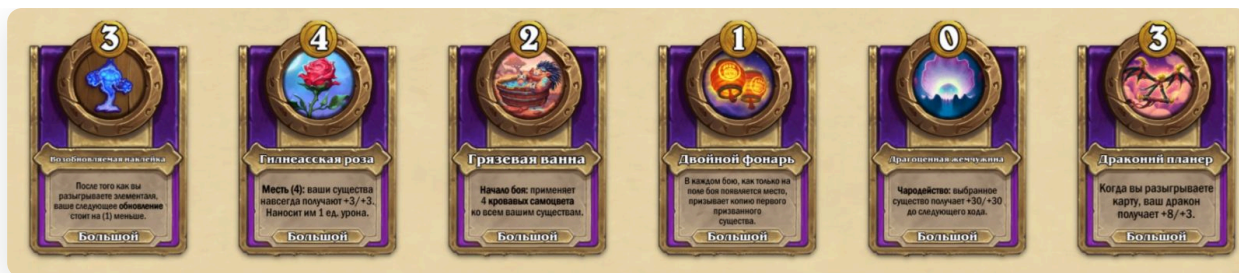 3
Возобновляемая наклейка
После того как вы
разыгрываете элементаля,
ваше следующее обновление
стоит на (1) меньше.
Большой
4
Гилнеасская роза
Месть (4): ваши существа
навсегда получают +3/+3.
Наносит им 1 ед. урона.
Большой
2
Грязевая ванна
Начало боя: применяет
4 кровавых самоцвета
ко всем вашим существам.
Большой
1
Двойной фонарь
В каждом бою, как только на
поле боя появляется место,
призывает копию первого
призванного
существа.
Большой
0
Драгоценная жемчужина
Чародейство: выбранное
существо получает +30/+30
до следующего хода.
Большой
3
Драконий планер
Когда вы разыгрываете
карту, ваш дракон
получает +8/+3.
Большой